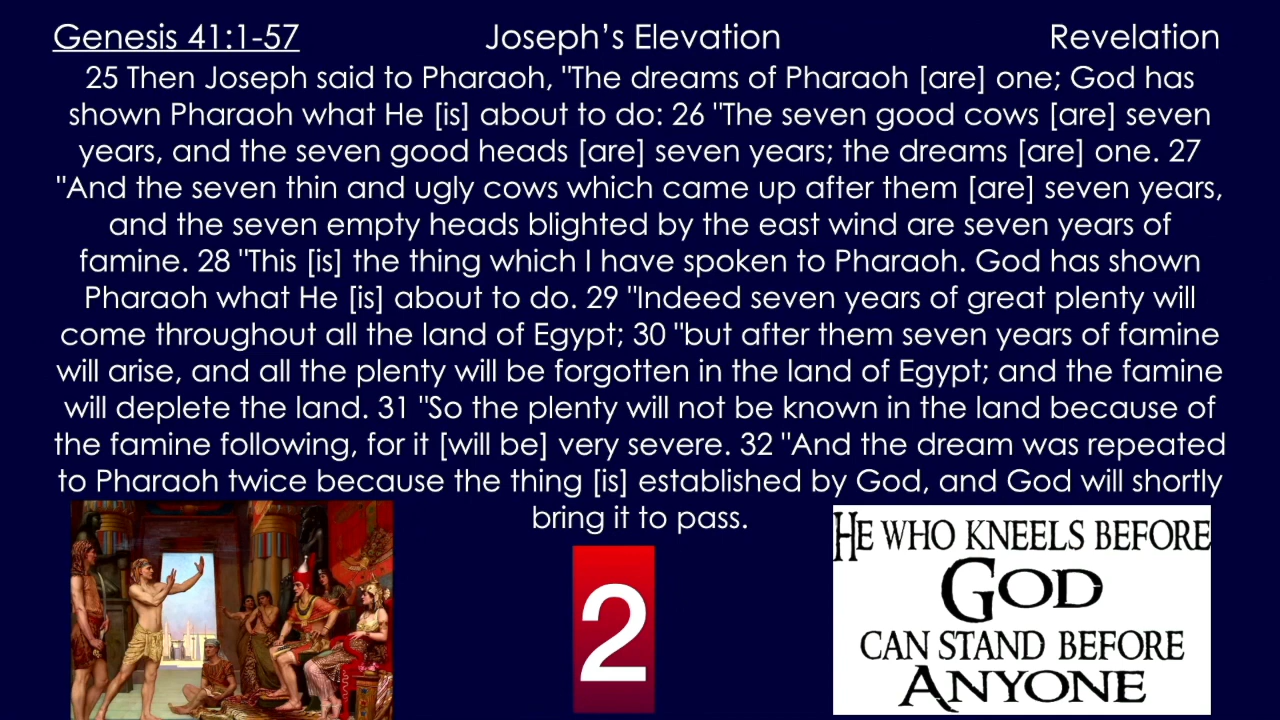 Genesis 41:1-57 Joseph's Elevation Revelation
25 Then Joseph said to Pharaoh, "The dreams of Pharaoh [are] one; God has
shown Pharaoh what He [is] about to do: 26 "The seven good cows [are] seven
years, and the seven good heads [are] seven years; the dreams [are] one. 27
"And the seven thin and ugly cows which came up after them [are] seven years,
and the seven empty heads blighted by the east wind are seven years of
famine. 28 "This [is] the thing which I have spoken to Pharaoh. God has shown
Pharaoh what He [is] about to do. 29 "Indeed seven years of great plenty will
come throughout all the land of Egypt; 30 "but after them seven years of famine
will arise, and all the plenty will be forgotten in the land of Egypt; and the famine
will deplete the land. 31 "So the plenty will not be known in the land because of
the famine following, for it [will be] very severe. 32 "And the dream was repeated
to Pharaoh twice because the thing [is] established by God, and God will shortly
bring it to pass.
2
HE WHO KNEELS BEFORE
GOD
CAN STAND BEFORE
ANYONE